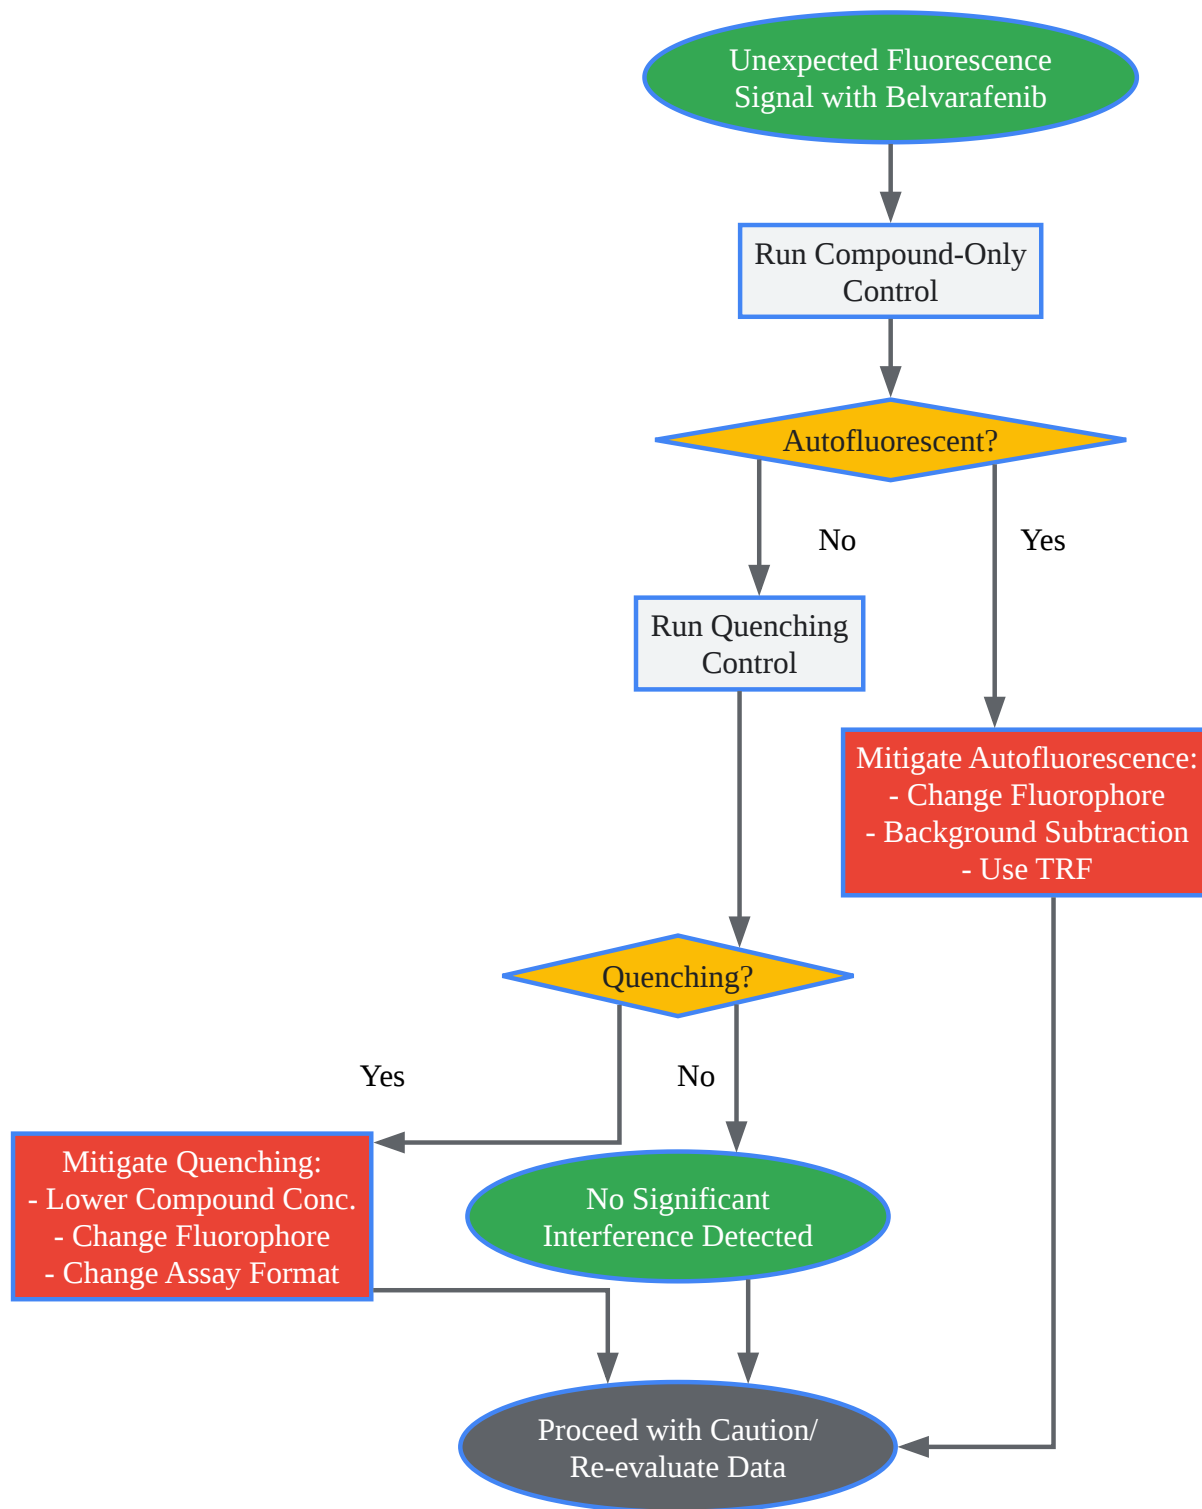 Unexpected Fluorescence
Signal with Belvarafenib
Run Compound-Only
Control
Autofluorescent?
No
Yes
Run Quenching
Control
Mitigate Autofluorescence:
- Change Fluorophore
- Background Subtraction
- Use TRF
Quenching?
Yes
No
Mitigate Quenching:
- Lower Compound Conc.
- Change Fluorophore
- Change Assay Format
No Significant
Interference Detected
Proceed with Caution/
Re-evaluate Data